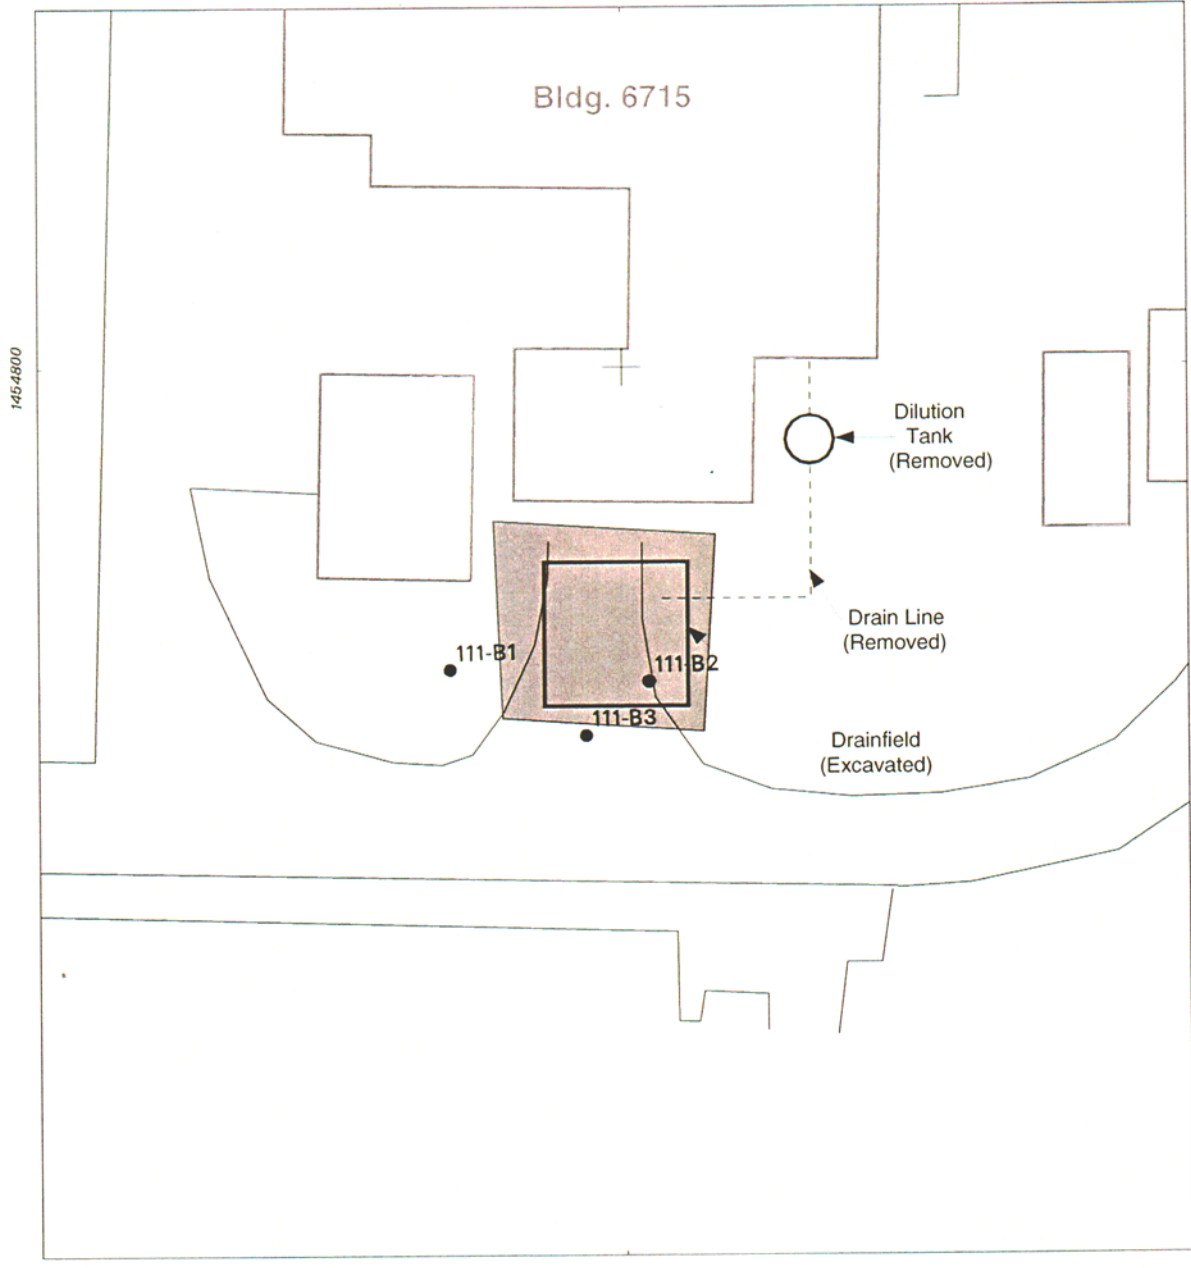 Bldg. 6715
1454800
Dilution
Tank
(Removed)
Drain Line
(Removed)
111-B1
111-B2
111-B3
Drainfield
(Excavated)